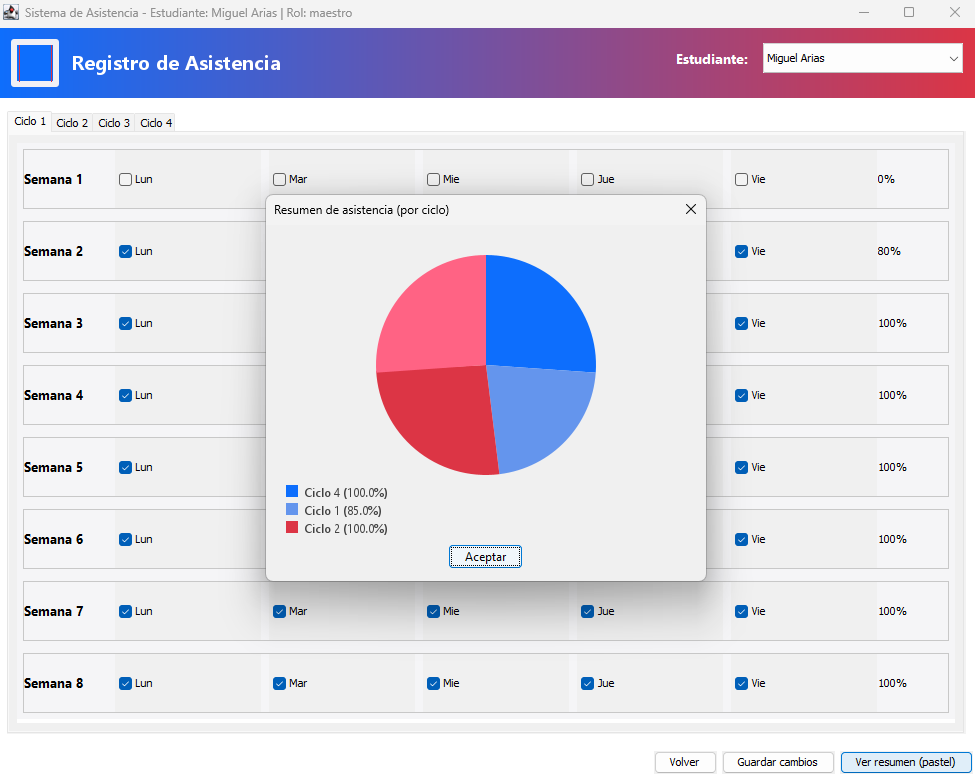 Sistema de Asistencia - Estudiante: Miguel Arias | Rol: maestro
Registro de Asistencia
Estudiante: Miguel Arias
Ciclo 1 Ciclo 2 Ciclo 3 Ciclo 4
Semana 1 Lun Mar Mie Jue Vie 0%
Resumen de asistencia (por ciclo)
Semana 2 Lun Vie 80%
Semana 3 Lun Vie 100%
Semana 4 Lun Vie 100%
Semana 5 Lun Vie 100%
Ciclo 4 (100.0%)
Ciclo 1 (85.0%)
Ciclo 2 (100.0%)
Semana 6 Lun Vie 100%
Aceptar
Semana 7 Lun Mar Mie Jue Vie 100%
Semana 8 Lun Mar Mie Jue Vie 100%
Volver Guardar cambios Ver resumen (pastel)